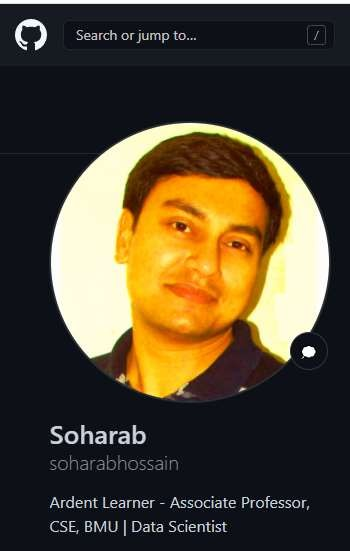 Search or jump to...
/
Soharab
soharabhossain
Ardent Learner - Associate Professor,
CSE, BMU | Data Scientist